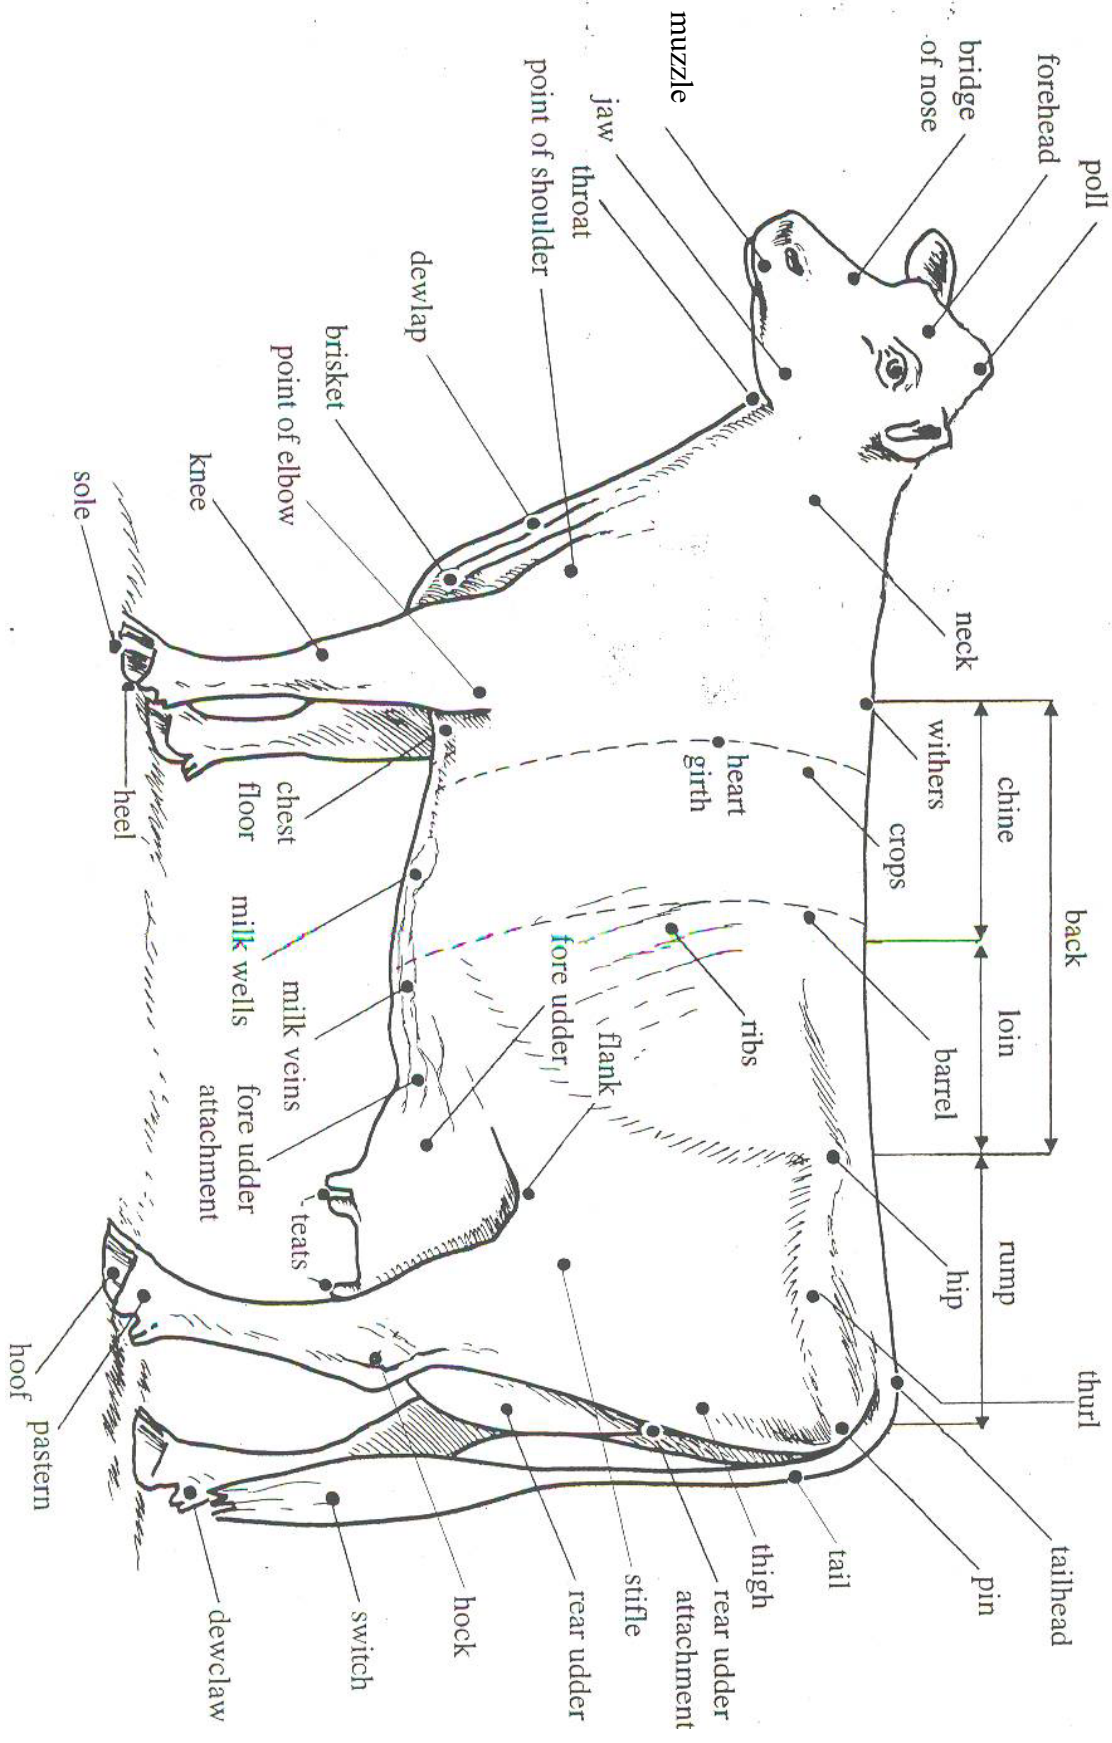 poll
forehead
bridge
of nose
muzzle
jaw
throat
point of shoulder
dewlap
brisket
point of elbow
knee
sole
heel
neck
withers
chine
back
loin
rump
crops
heart
girth
barrel
ribs
hip
thurl
tailhead
pin
tail
thigh
rear udder
attachment
stifle
rear udder
hock
switch
dewclaw
pastern
hoof
teats
flank
fore udder
fore udder
attachment
milk veins
milk wells
chest
floor